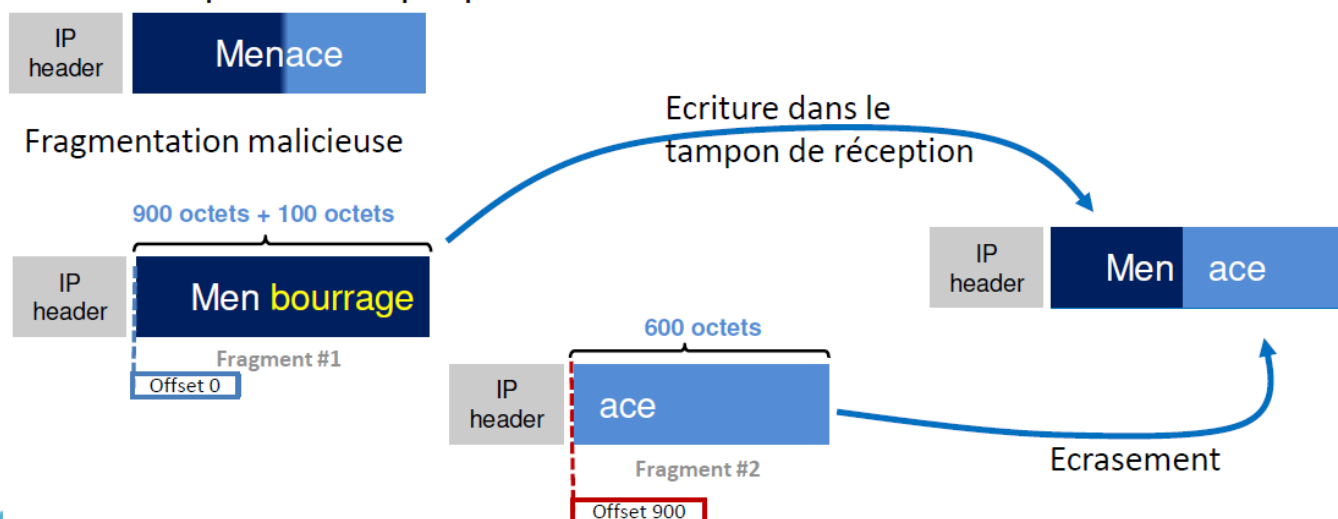 IP
header
Menace
Fragmentation malicieuse
Ecriture dans le
tampon de réception
900 octets + 100 octets
IP
header
Men bourrage
Fragment #1
Offset 0
IP
header
Men ace
600 octets
IP
header
ace
Fragment #2
Offset 900
Ecrasement